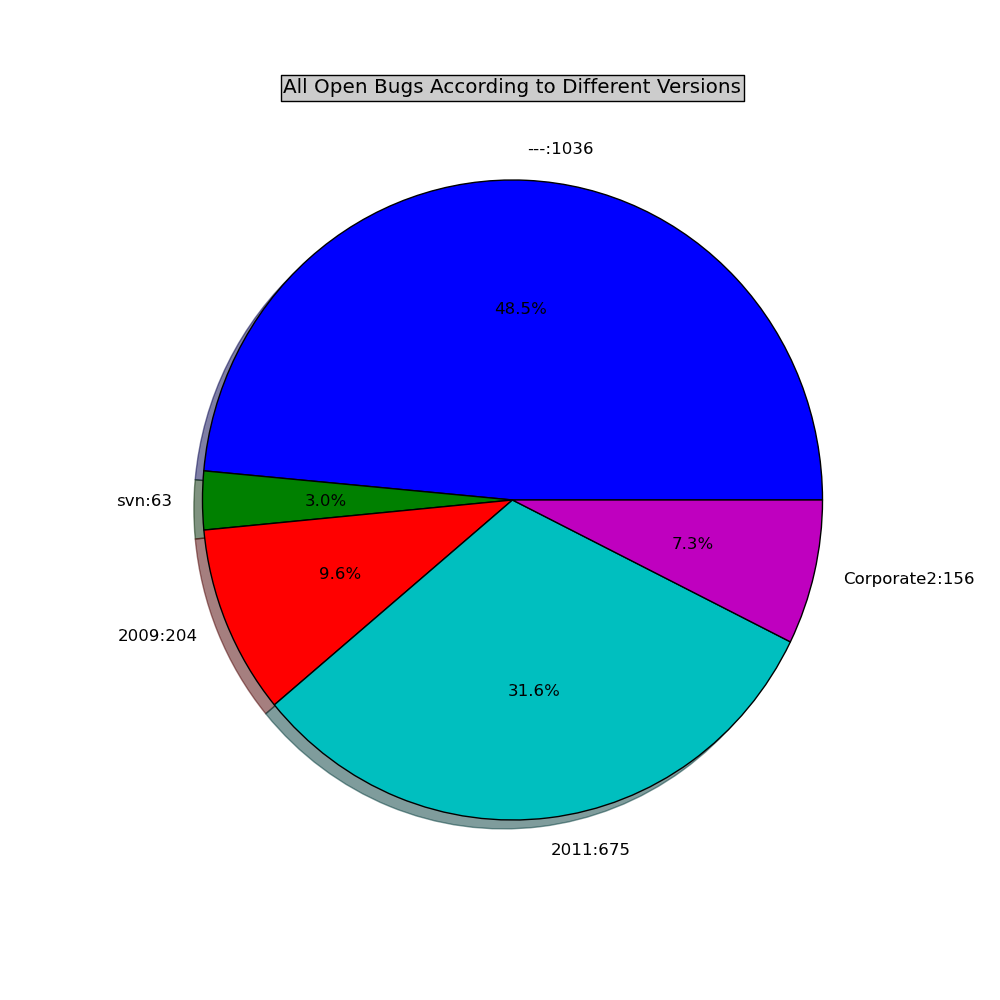 All Open Bugs According to Different Versions
---:1036
48.5%
svn:63
3.0%
7.3%
9.6%
Corporate2:156
2009:204
31.6%
2011:675